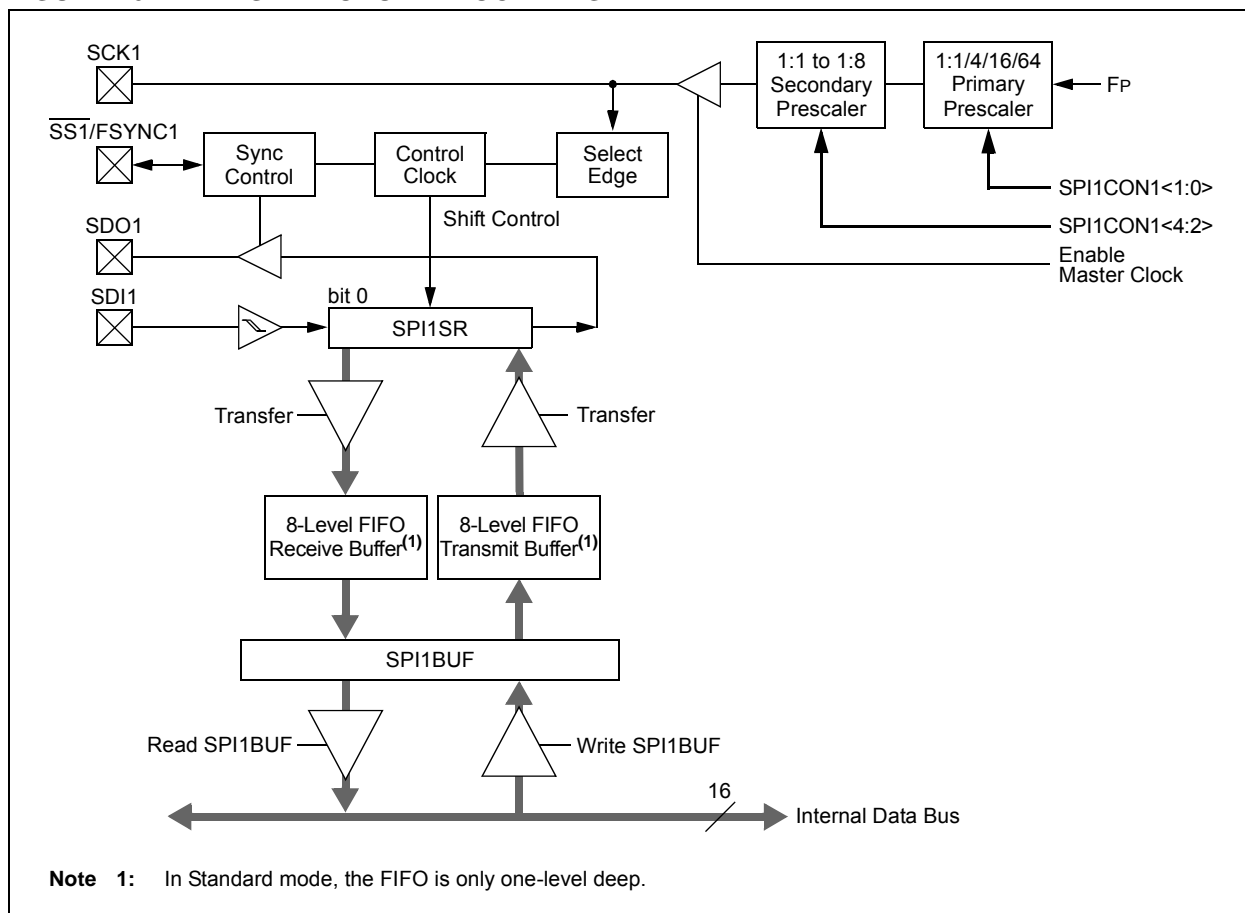 SCK1
SS1/FSYNC1
SDO1
SDI1
Sync
Control
Control
Clock
Select
Edge
1:1 to 1:8
Secondary
Prescaler
1:1/4/16/64
Primary
Prescaler
FP
SPI1CON1<1:0>
SPI1CON1<4:2>
Enable
Master Clock
Shift Control
bit 0
SPI1SR
Transfer
Transfer
8-Level FIFO
Receive Buffer(1)
8-Level FIFO
Transmit Buffer(1)
SPI1BUF
Read SPI1BUF
Write SPI1BUF
16
Internal Data Bus
Note 1: In Standard mode, the FIFO is only one-level deep.